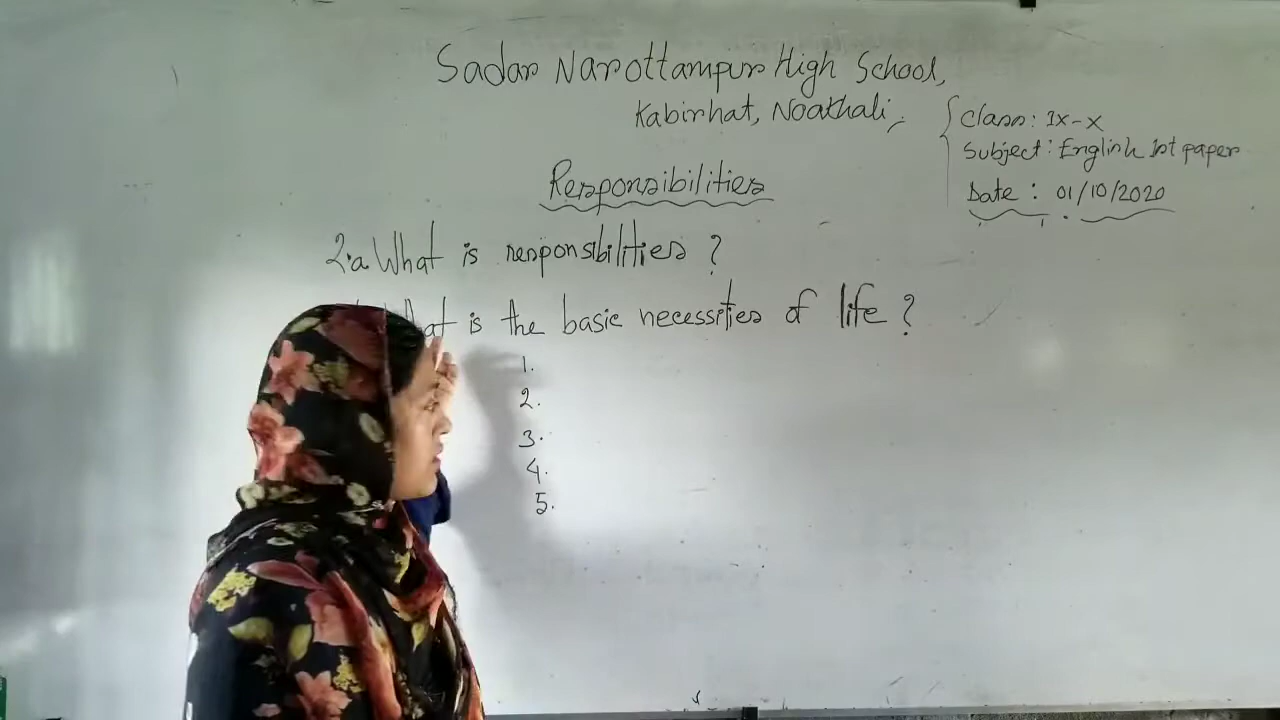 Sadar Narottampur High School,
Kabirhat, Noakhali,
Class: IX-X
Subject: English 1st paper
Date : 01/10/2020
Responsibilities
2.a. What is responsibilities ?
What is the basic necessities of life ?
1.
2.
3.
4.
5.